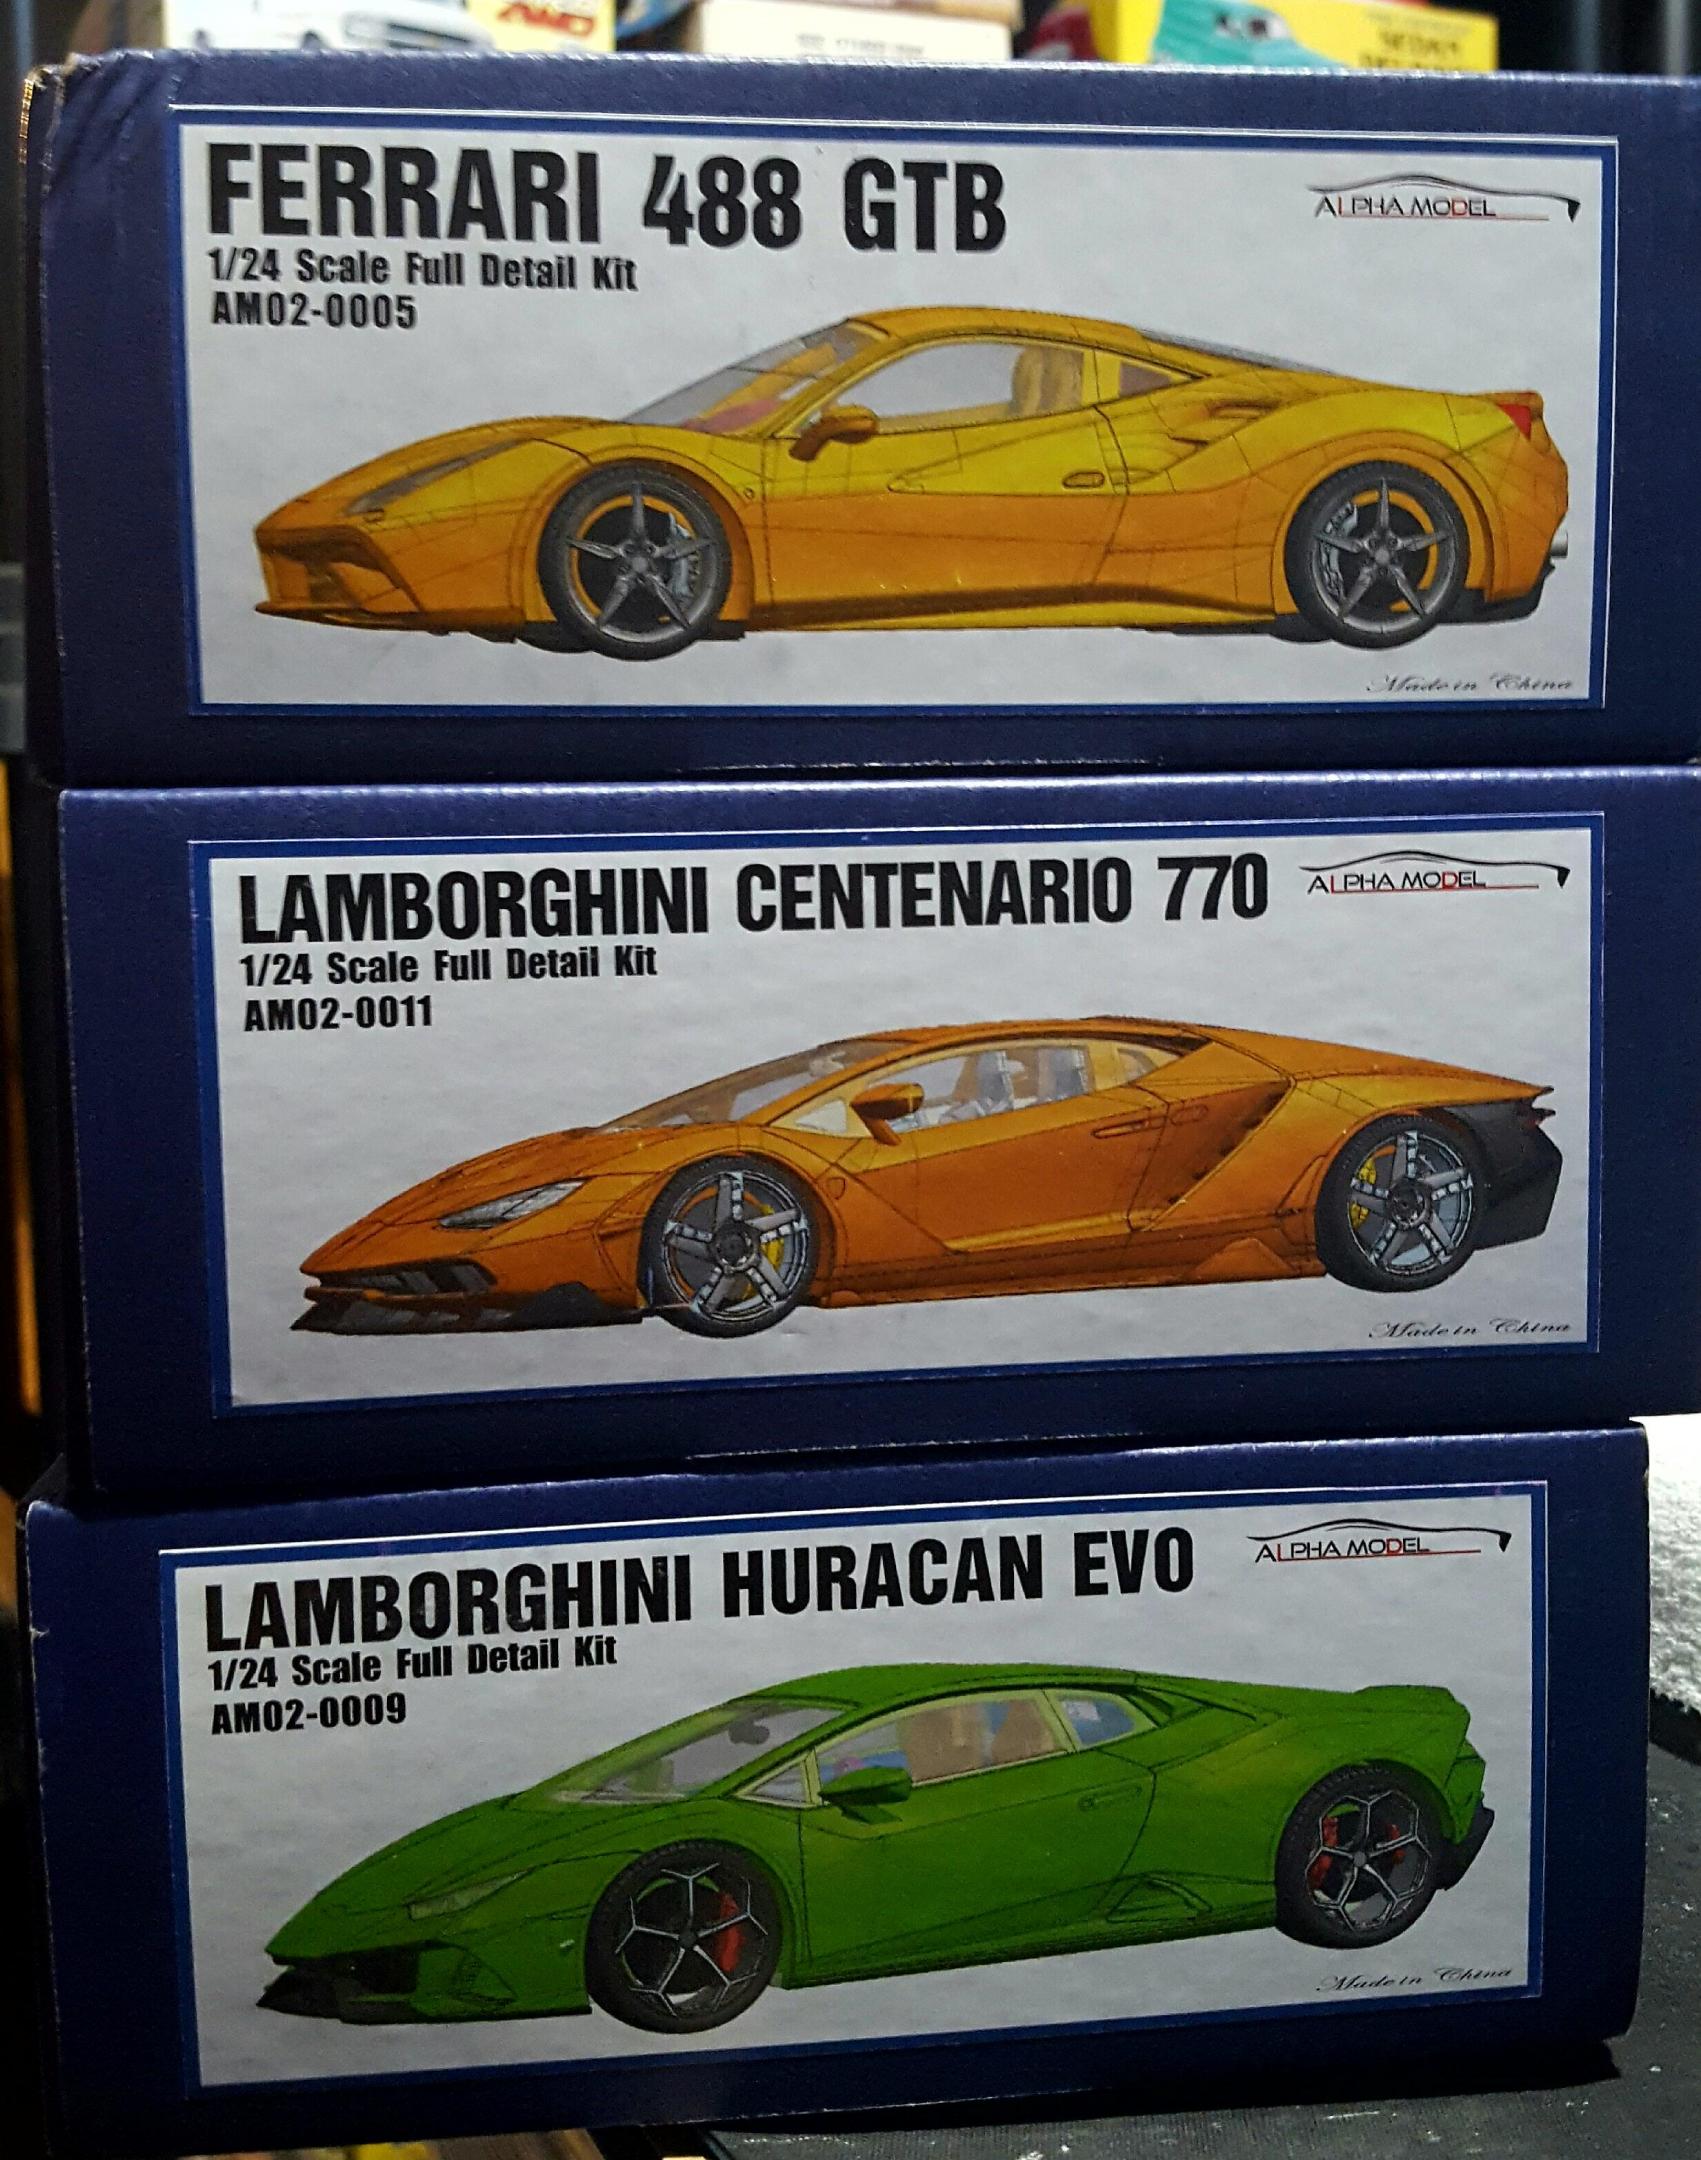 AWD
SEDAN
FERRARI 488 GTB
ALPHA MODEL
1/24 Scale Full Detail Kit
AM02-0005
Made in China
LAMBORGHINI CENTENARIO 770
ALPHA MODEL
1/24 Scale Full Detail Kit
AM02-0011
Made in China
LAMBORGHINI HURACAN EVO
ALPHA MODEL
1/24 Scale Full Detail Kit
AM02-0009
Made in China